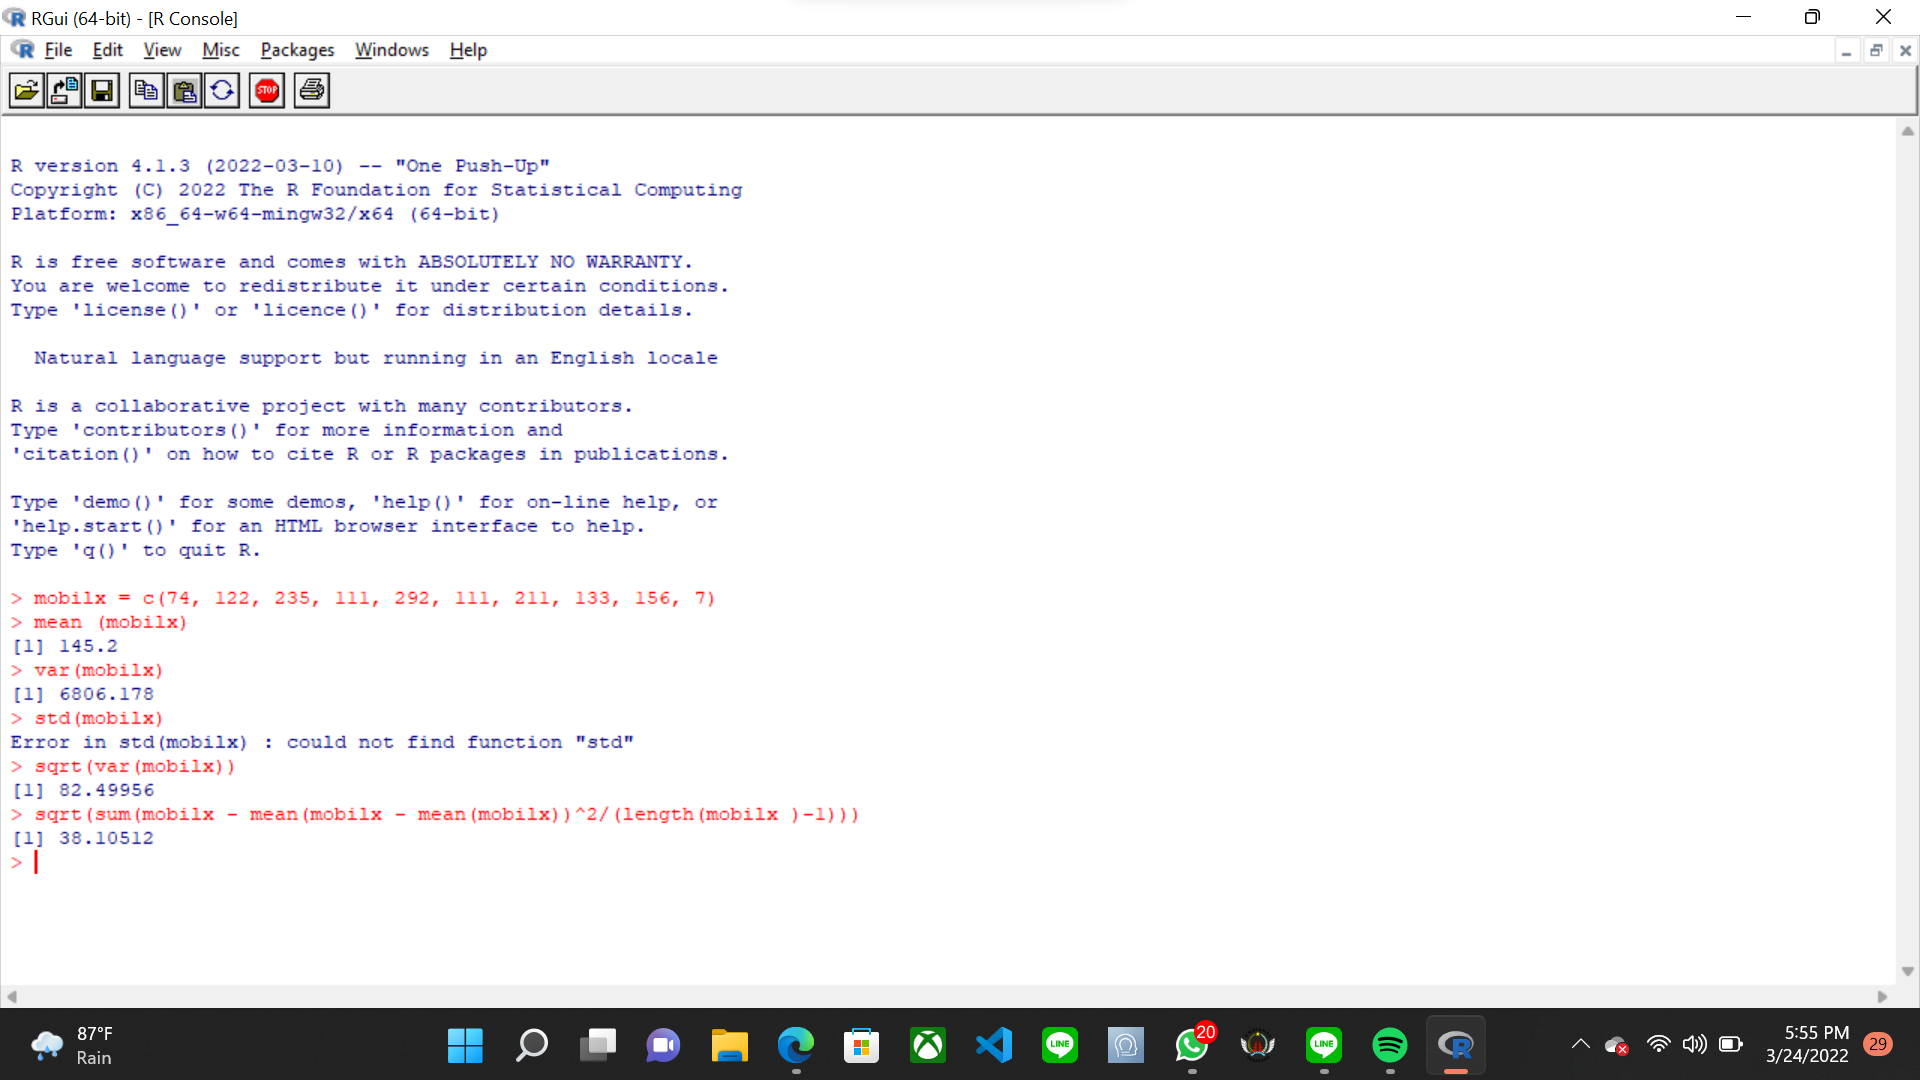 RGui (64-bit) - [R Console]
File Edit View Misc Packages Windows Help
STOP
R version 4.1.3 (2022-03-10) -- "One Push-Up"
Copyright (C) 2022 The R Foundation for Statistical Computing
Platform: x86_64-w64-mingw32/x64 (64-bit)
R is free software and comes with ABSOLUTELY NO WARRANTY.
You are welcome to redistribute it under certain conditions.
Type 'license()' or 'licence()' for distribution details.
Natural language support but running in an English locale
R is a collaborative project with many contributors.
Type 'contributors()' for more information and
'citation()' on how to cite R or R packages in publications.
Type 'demo()' for some demos, 'help()' for on-line help, or
'help.start()' for an HTML browser interface to help.
Type 'q()' to quit R.
> mobilx = c(74, 122, 235, 111, 292, 111, 211, 133, 156, 7)
> mean (mobilx)
[1] 145.2
> var(mobilx)
[1] 6806.178
> std(mobilx)
Error in std(mobilx) : could not find function "std"
> sqrt(var(mobilx))
[1] 82.49956
> sqrt(sum(mobilx - mean(mobilx - mean(mobilx))^2/(length(mobilx )-1)))
[1] 38.10512
>
87°F
Rain
LINE
20
LINE
R
5:55 PM
3/24/2022
29